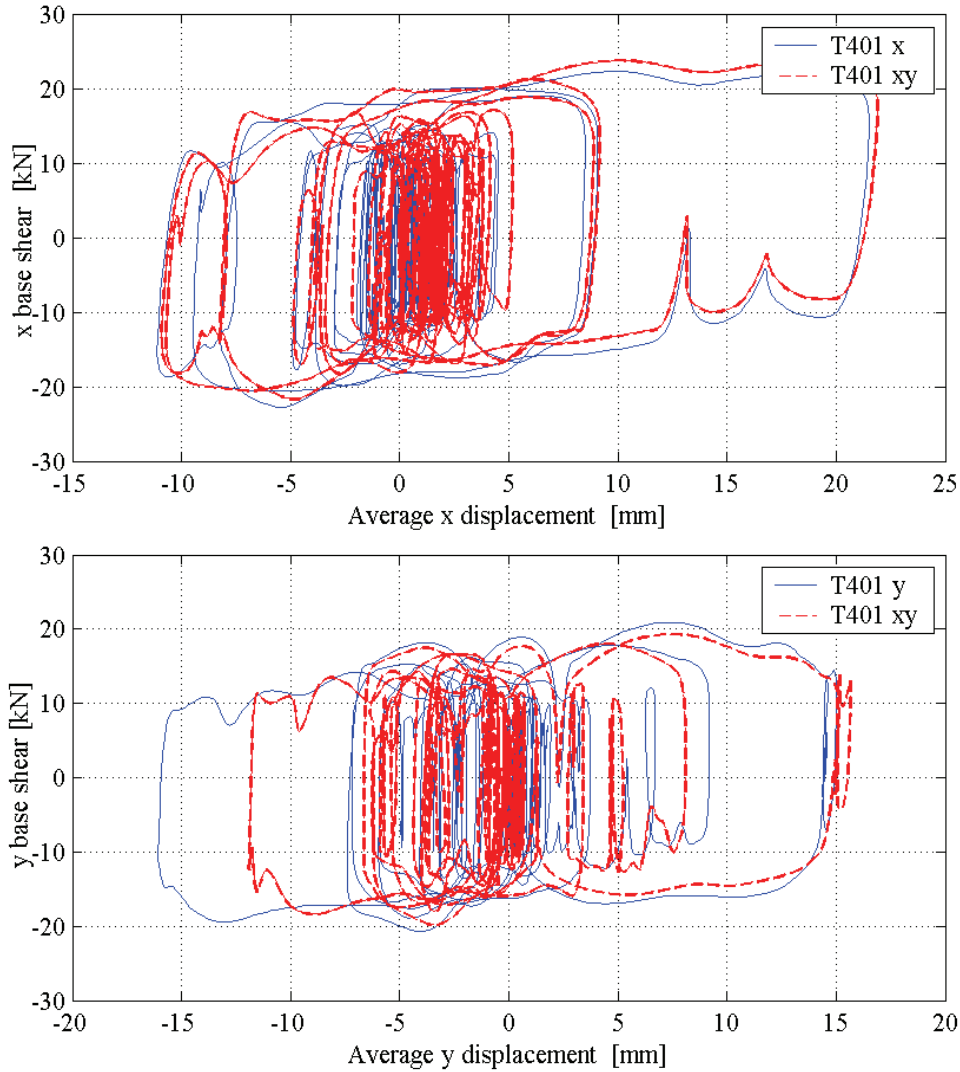 30
20
10
0
-10
-20
-30
x base shear [kN]
T401 x
T401 xy
-15 -10 -5 0 5 10 15 20 25
Average x displacement [mm]
30
20
10
0
-10
-20
-30
y base shear [kN]
T401 y
T401 xy
-20 -15 -10 -5 0 5 10 15 20
Average y displacement [mm]